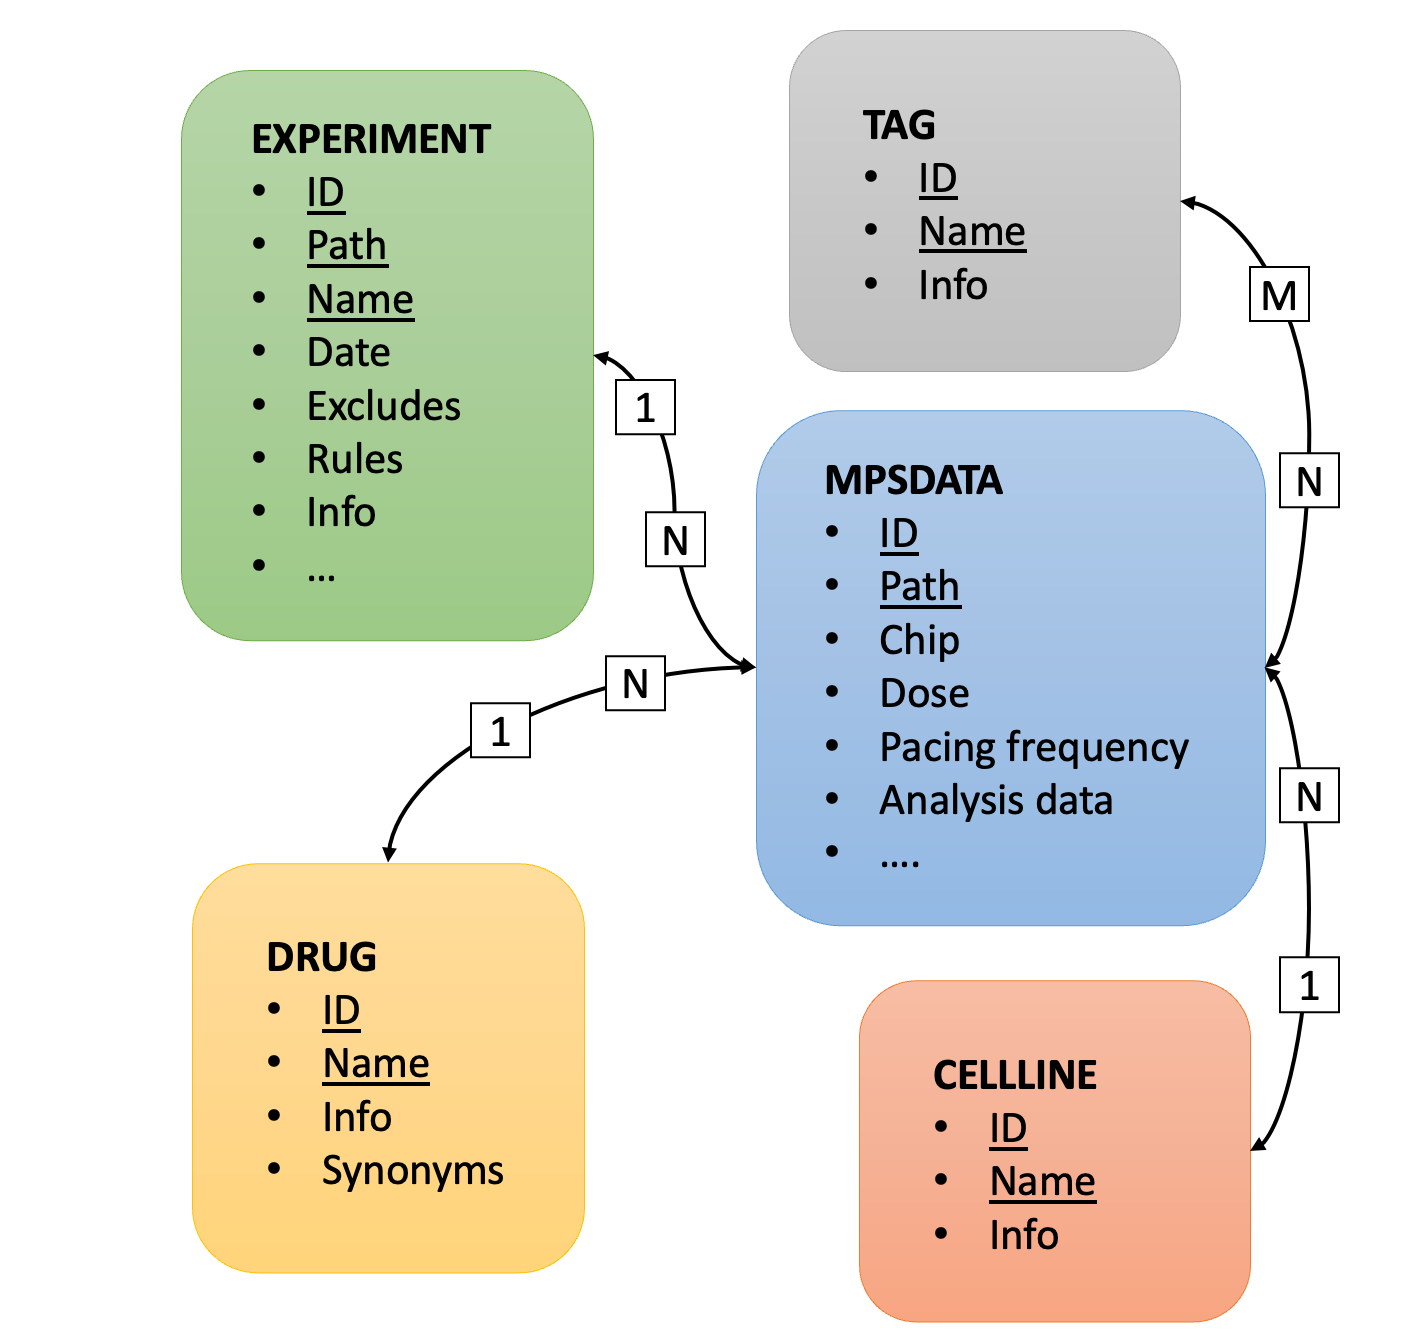 EXPERIMENT
• ID
• Path
• Name
• Date
• Excludes
• Rules
• Info
• ...
TAG
• ID
• Name
• Info
M
N
1
N
MPSDATA
• ID
• Path
• Chip
• Dose
• Pacing frequency
• Analysis data
• ....
N
1
N
1
DRUG
• ID
• Name
• Info
• Synonyms
CELLLINE
• ID
• Name
• Info